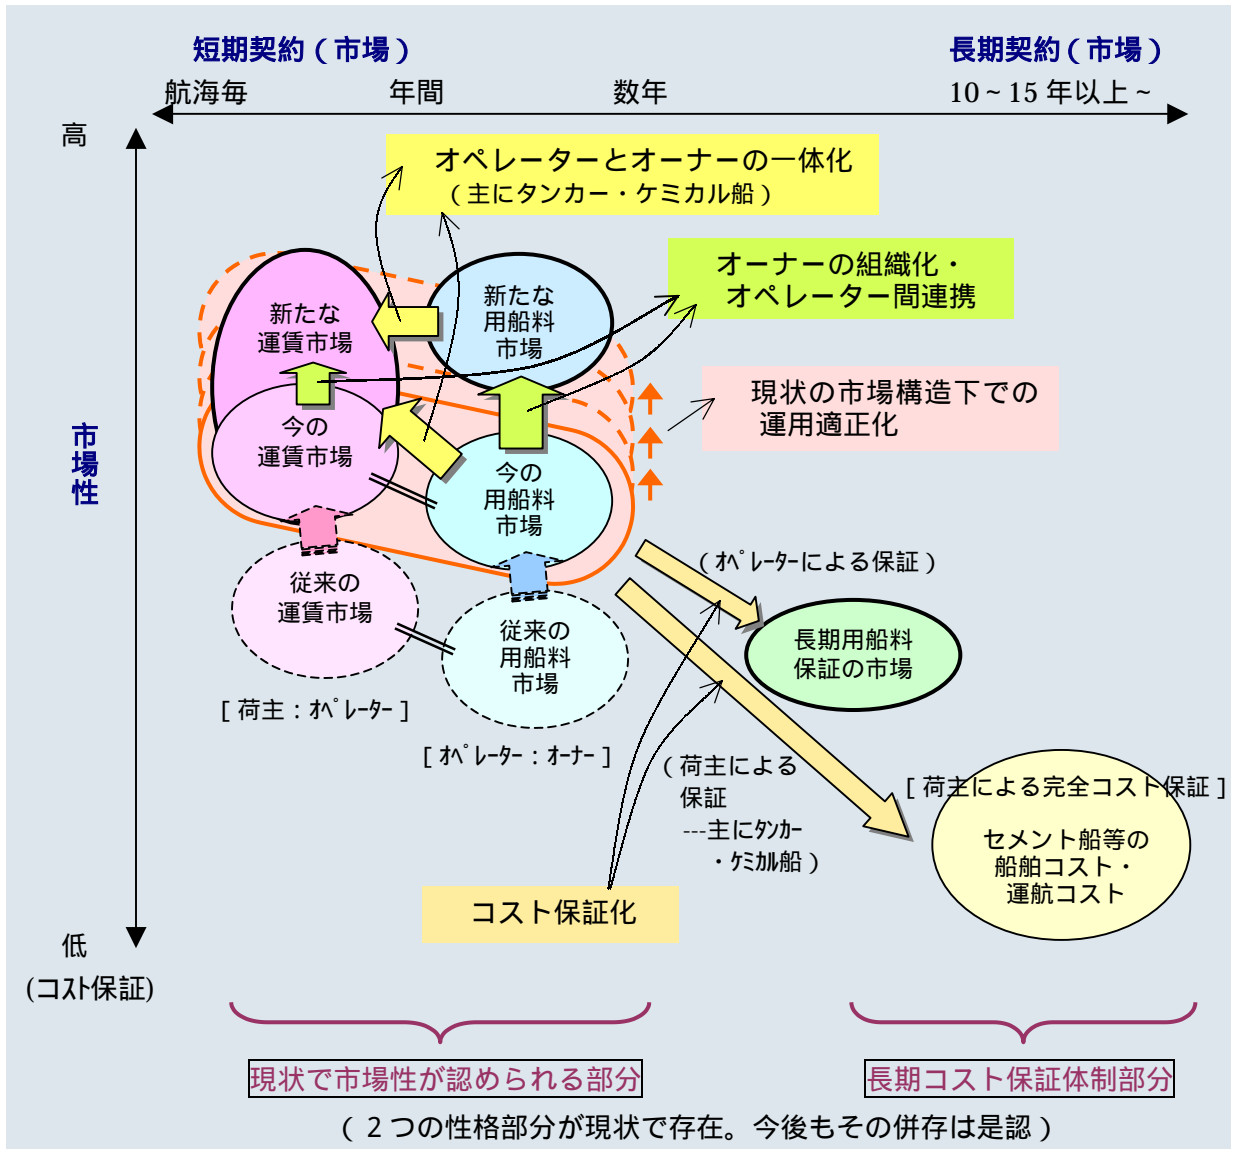 短期契約（市場）
長期契約（市場）
航海毎
年間
数年
10～15 年以上～
高
オペレーターとオーナーの一体化
（主にタンカー・ケミカル船）
オーナーの組織化・
オペレーター間連携
新たな
運賃市場
新たな
用船料
市場
現状の市場構造下での
運用適正化
市場性
今の
運賃市場
今の
用船料
市場
（ｵﾍﾟﾚｰﾀｰによる保証）
従来の
運賃市場
従来の
用船料
市場
長期用船料
保証の市場
[ 荷主：ｵﾍﾟﾚｰﾀｰ ]
[ ｵﾍﾟﾚｰﾀｰ：ｵｰﾅｰ ]
（荷主による
保証
---主にﾀﾝｶｰ
・ｹﾐｶﾙ船）
[ 荷主による完全コスト保証 ]
セメント船等の
船舶コスト・
運航コスト
コスト保証化
低
(ｺｽﾄ保証)
現状で市場性が認められる部分
長期コスト保証体制部分
（ ２つの性格部分が現状で存在。今後もその併存は是認 ）